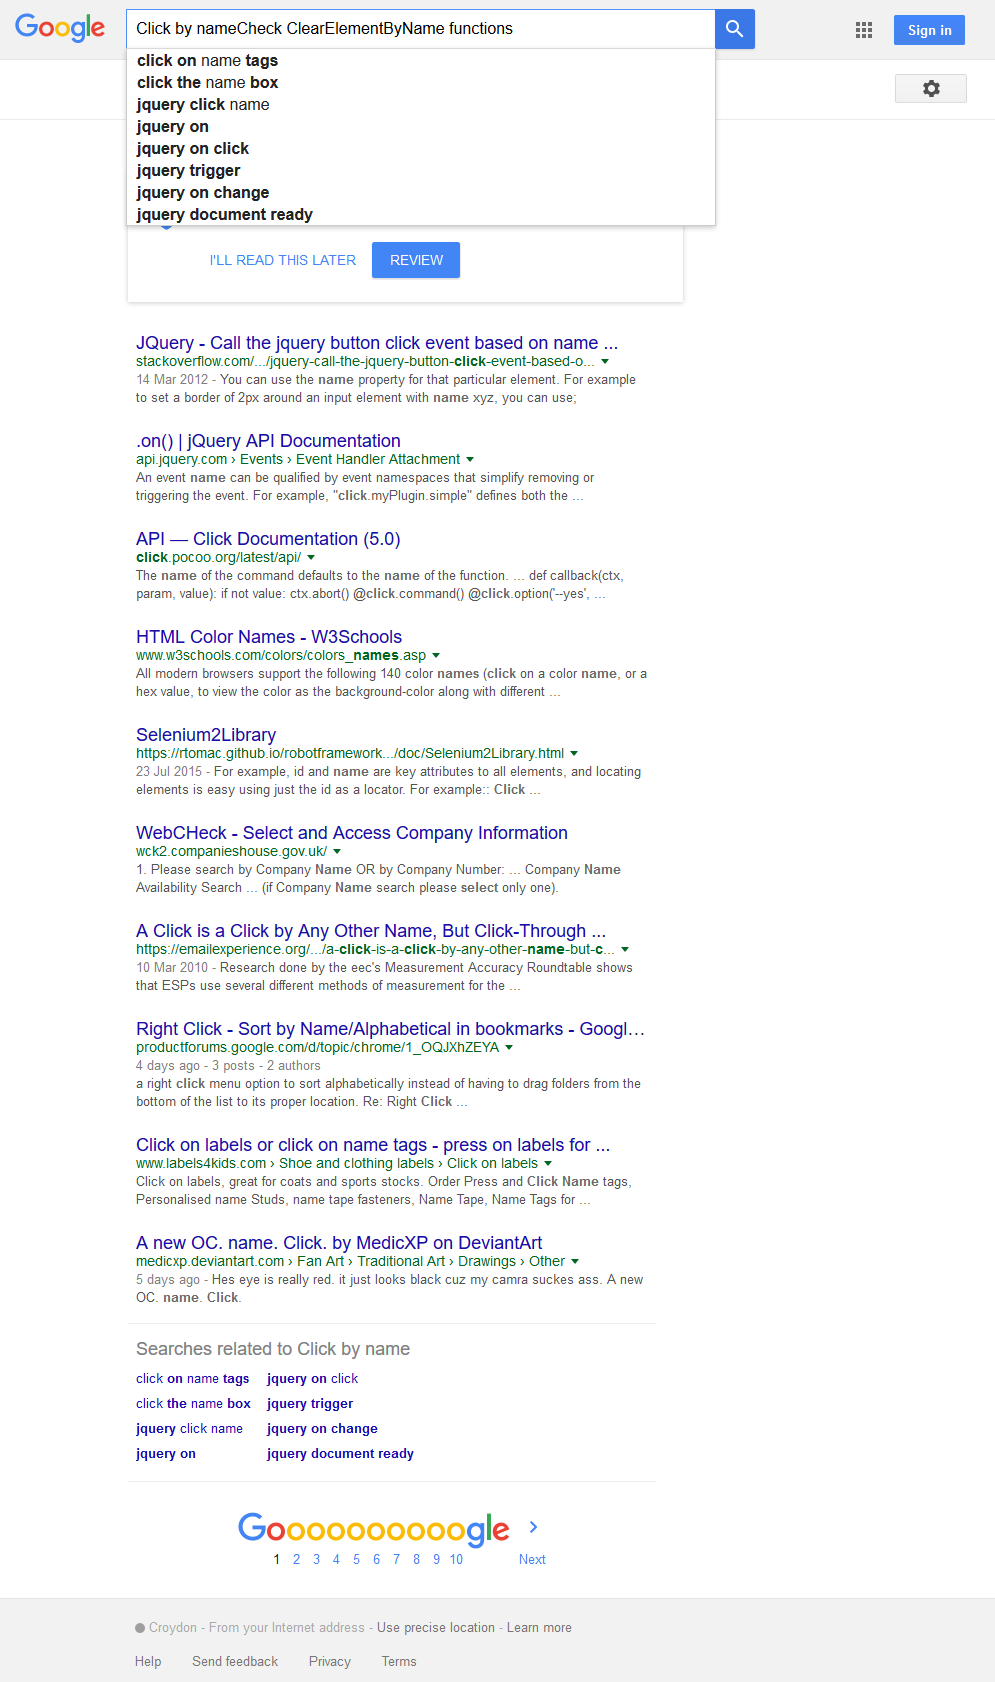 Google
Click by nameCheck ClearElementByName functions
Sign in
click on name tags
click the name box
jquery click name
jquery on
jquery on click
jquery trigger
jquery on change
jquery document ready
I'LL READ THIS LATER
REVIEW
JQuery - Call the jquery button click event based on name ...
stackoverflow.com/.../jquery-call-the-jquery-button-click-event-based-o...
14 Mar 2012 - You can use the name property for that particular element. For example
to set a border of 2px around an input element with name xyz, you can use;
.on() | jQuery API Documentation
api.jquery.com › Events › Event Handler Attachment
An event name can be qualified by event namespaces that simplify removing or
triggering the event. For example, "click.myPlugin.simple" defines both the ...
API — Click Documentation (5.0)
click.pocoo.org/latest/api/
The name of the command defaults to the name of the function. ... def callback(ctx,
param, value): if not value: ctx.abort() @click.command() @click.option('--yes', ...
HTML Color Names - W3Schools
www.w3schools.com/colors/colors_names.asp
All modern browsers support the following 140 color names (click on a color name, or a
hex value, to view the color as the background-color along with different ...
Selenium2Library
https://rtomac.github.io/robotframework.../doc/Selenium2Library.html
23 Jul 2015 - For example, id and name are key attributes to all elements, and locating
elements is easy using just the id as a locator. For example:: Click ...
WebCHeck - Select and Access Company Information
wck2.companieshouse.gov.uk/
1. Please search by Company Name OR by Company Number: ... Company Name
Availability Search ... (if Company Name search please select only one).
A Click is a Click by Any Other Name, But Click-Through ...
https://emailexperience.org/.../a-click-is-a-click-by-any-other-name-but-c...
10 Mar 2010 - Research done by the eec's Measurement Accuracy Roundtable shows
that ESPs use several different methods of measurement for the ...
Right Click - Sort by Name/Alphabetical in bookmarks - Googl...
productforums.google.com/d/topic/chrome/1_OQJXhZEYA
4 days ago - 3 posts - 2 authors
a right click menu option to sort alphabetically instead of having to drag folders from the
bottom of the list to its proper location. Re: Right Click ...
Click on labels or click on name tags - press on labels for ...
www.labels4kids.com › Shoe and clothing labels › Click on labels
Click on labels, great for coats and sports stocks. Order Press and Click Name tags,
Personalised name Studs, name tape fasteners, Name Tape, Name Tags for ...
A new OC. name. Click. by MedicXP on DeviantArt
medicxp.deviantart.com › Fan Art › Traditional Art › Drawings › Other
5 days ago - Hes eye is really red. it just looks black cuz my camra suckes ass. A new
OC. name. Click.
Searches related to Click by name
click on name tags jquery on click
click the name box jquery trigger
jquery click name jquery on change
jquery on jquery document ready
Goooooooooogle
1 2 3 4 5 6 7 8 9 10 Next
Croydon - From your Internet address - Use precise location - Learn more
Help Send feedback Privacy Terms